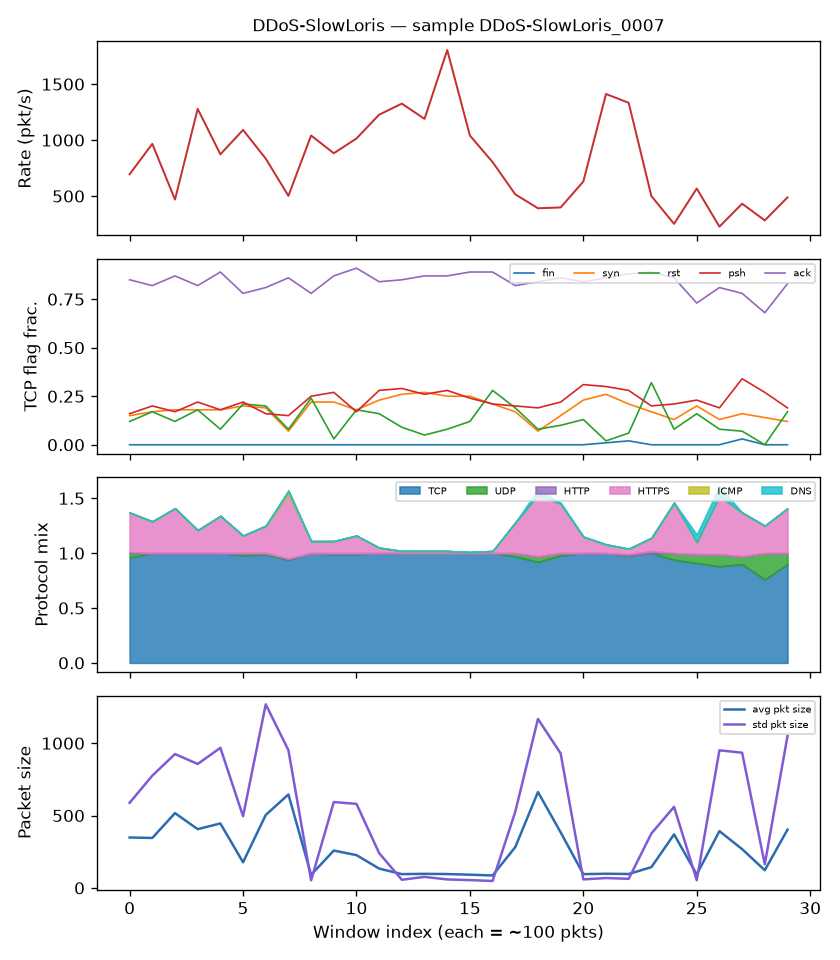 DDoS-SlowLoris — sample DDoS-SlowLoris_0007
Rate (pkt/s)
1500
1000
500
TCP flag frac.
0.75
0.50
0.25
0.00
fin syn rst psh ack
Protocol mix
1.5
1.0
0.5
0.0
TCP UDP HTTP HTTPS ICMP DNS
Packet size
1000
500
0
avg pkt size
std pkt size
0 5 10 15 20 25 30
Window index (each = ~100 pkts)